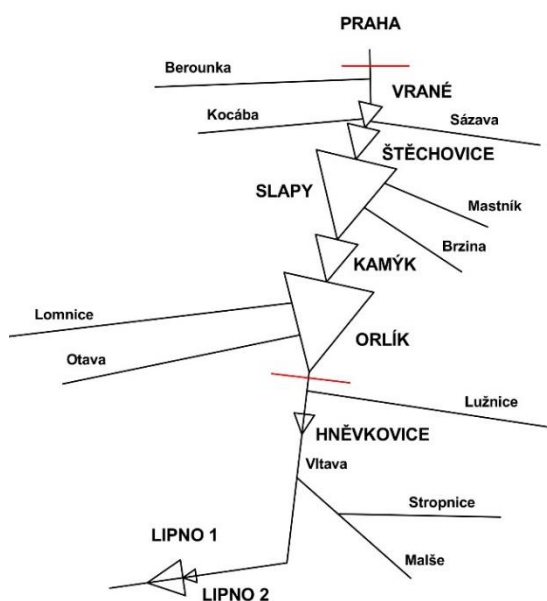 PRAHA
Berounka
VRANÉ
Kocába
Sázava
ŠTĚCHOVICE
SLAPY
Mastník
Brzina
KAMÝK
Lomnice
ORLÍK
Otava
Lužnice
HNĚVKOVICE
Vltava
Stropnice
LIPNO 1
Malše
LIPNO 2